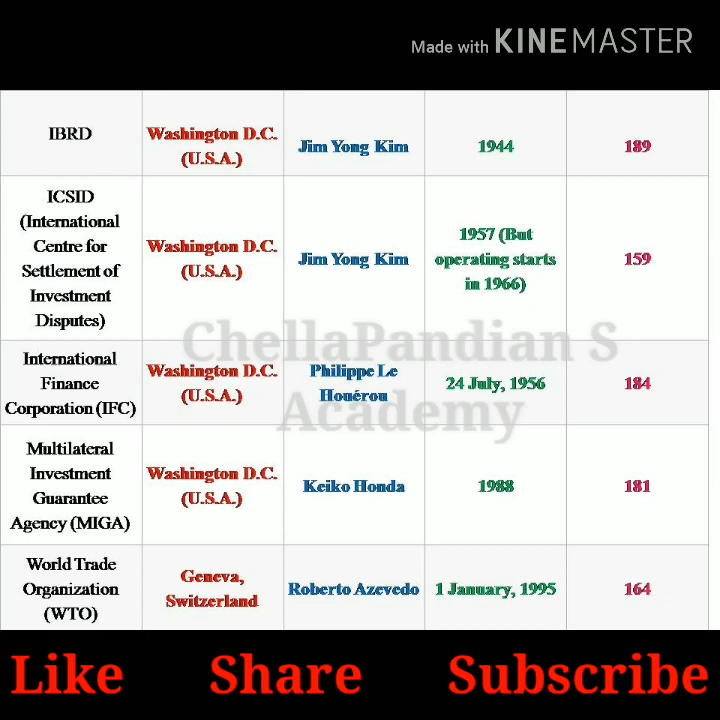 Made with KINEMASTER
IBRD
Washington D.C.
(U.S.A.)
Jim Yong Kim
1944
189
ICSID
(International
Centre for
Settlement of
Investment
Disputes)
Washington D.C.
(U.S.A.)
Jim Yong Kim
1957 (But
operating starts
in 1966)
159
International
Finance
Corporation (IFC)
Washington D.C.
(U.S.A.)
Philippe Le
Houérou
24 July, 1956
184
Multilateral
Investment
Guarantee
Agency (MIGA)
Washington D.C.
(U.S.A.)
Keiko Honda
1988
181
World Trade
Organization
(WTO)
Geneva,
Switzerland
Roberto Azevedo
1 January, 1995
164
ChellaPandian S
Academy
Like Share Subscribe